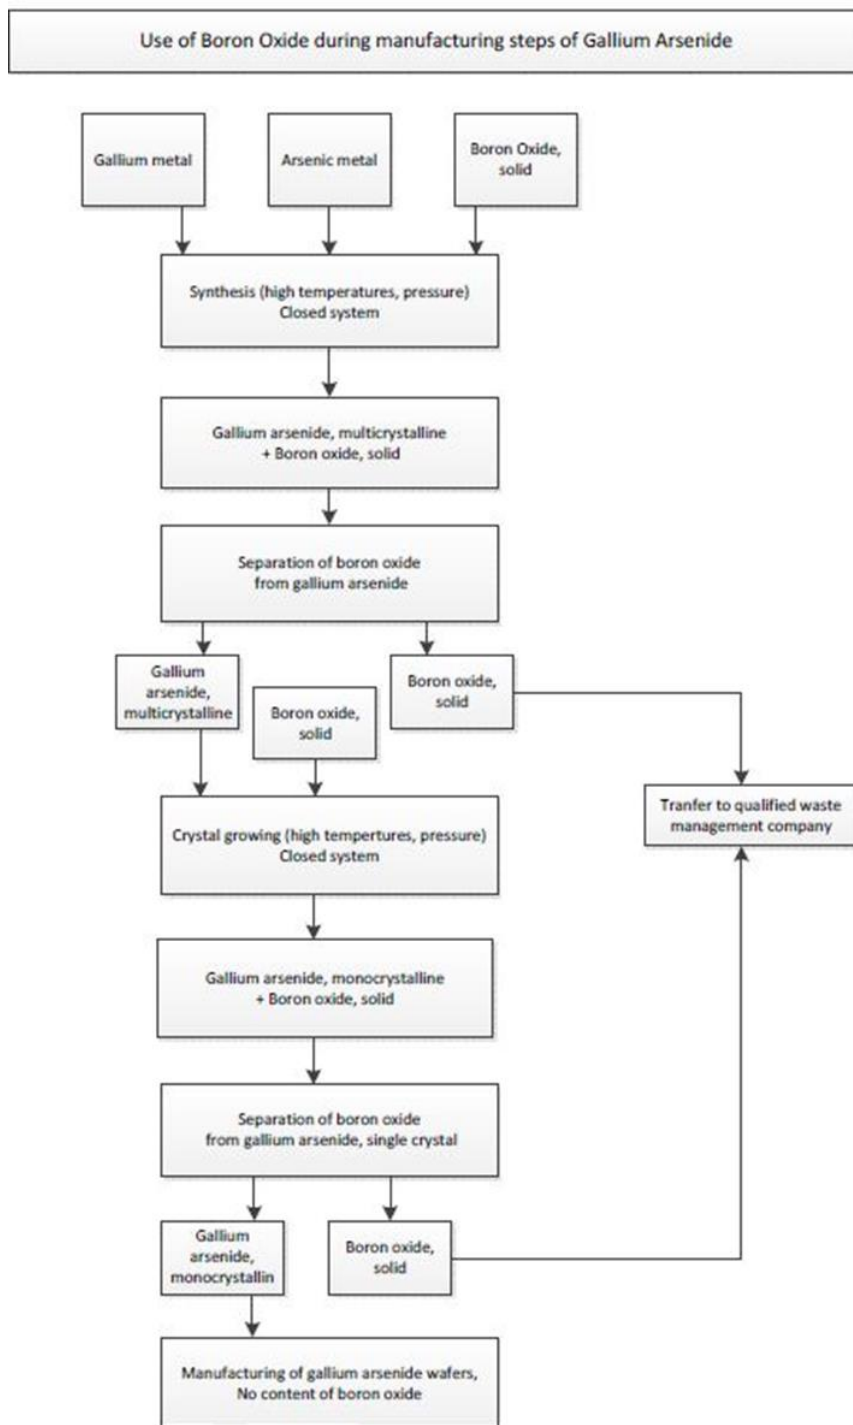 Use of Boron Oxide during manufacturing steps of Gallium Arsenide
Gallium metal
Arsenic metal
Boron Oxide,
solid
Synthesis (high temperatures, pressure)
Closed system
Gallium arsenide, multicrystalline
+ Boron oxide, solid
Separation of boron oxide
from gallium arsenide
Gallium
arsenide,
multicrystalline
Boron oxide,
solid
Boron oxide,
solid
Crystal growing (high tempertures, pressure)
Closed system
Tranfer to qualified waste
management company
Gallium arsenide, monocrystalline
+ Boron oxide, solid
Separation of boron oxide
from gallium arsenide, single crystal
Gallium
arsenide,
monocrystallin
Boron oxide,
solid
Manufacturing of gallium arsenide wafers,
No content of boron oxide